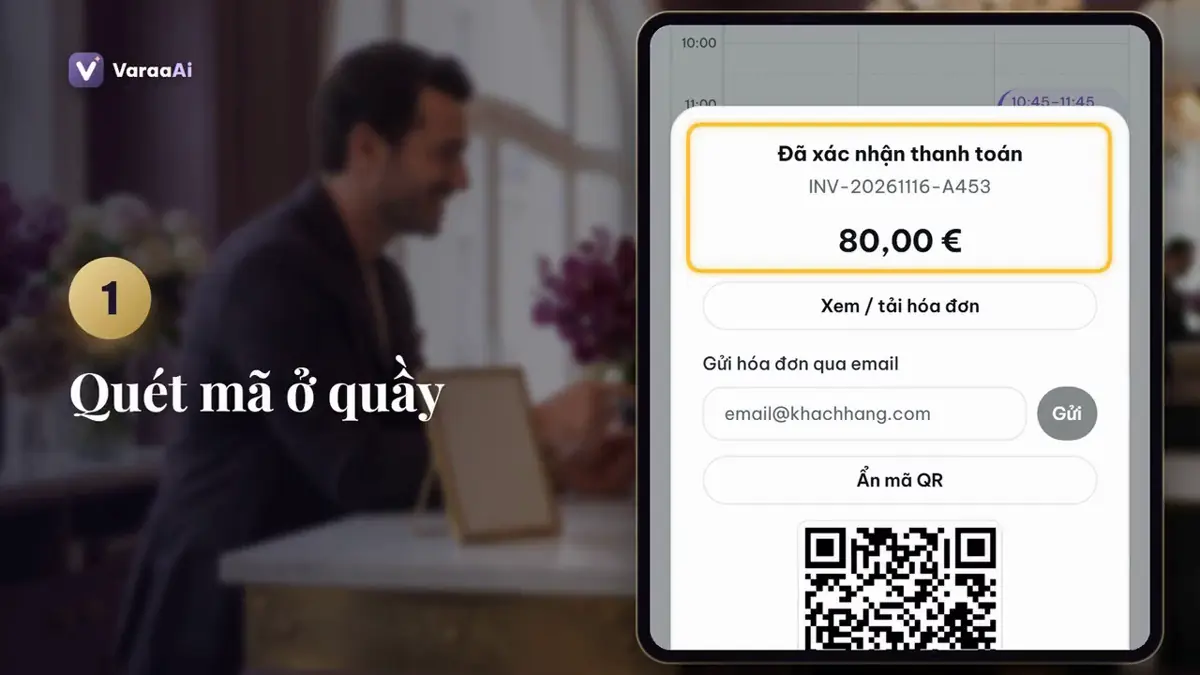 VaraaAi
1
Quét mã ở quầy
10:00
11:00
10:45–11:45
Đã xác nhận thanh toán
INV-20261116-A453
80,00 €
Xem / tải hóa đơn
Gửi hóa đơn qua email
email@khachhang.com
Gửi
Ẩn mã QR